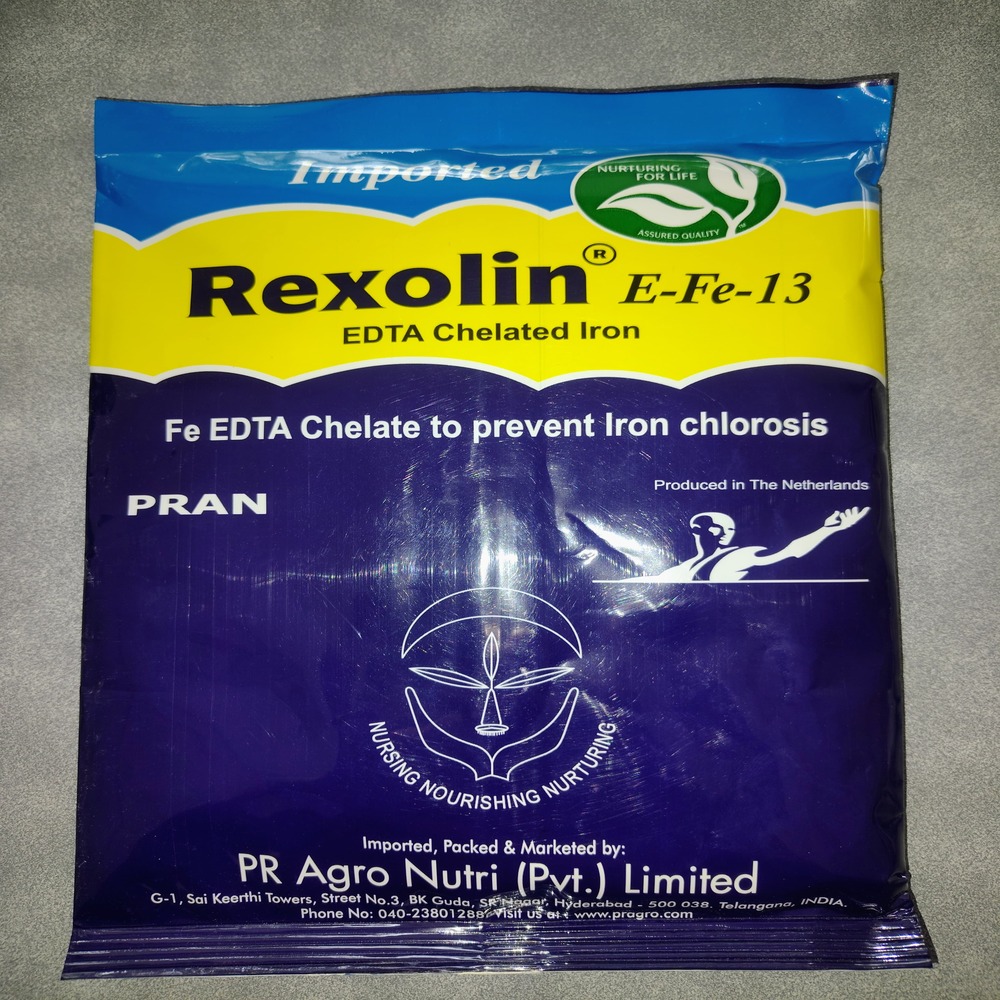 Imported
NURTURING
FOR LIFE
ASSURED QUALITY ™
Rexolin® E-Fe-13
EDTA Chelated Iron
Fe EDTA Chelate to prevent Iron chlorosis
Produced in The Netherlands
PRAN
NURSING NOURISHING NURTURING
Imported, Packed & Marketed by:
PR Agro Nutri (Pvt.) Limited
G-1, Sai Keerthi Towers, Street No.3, BK Guda, SR Nagar, Hyderabad - 500 038. Telangana, INDIA.
Phone No: 040-23801288, Visit us at : www.pragro.com